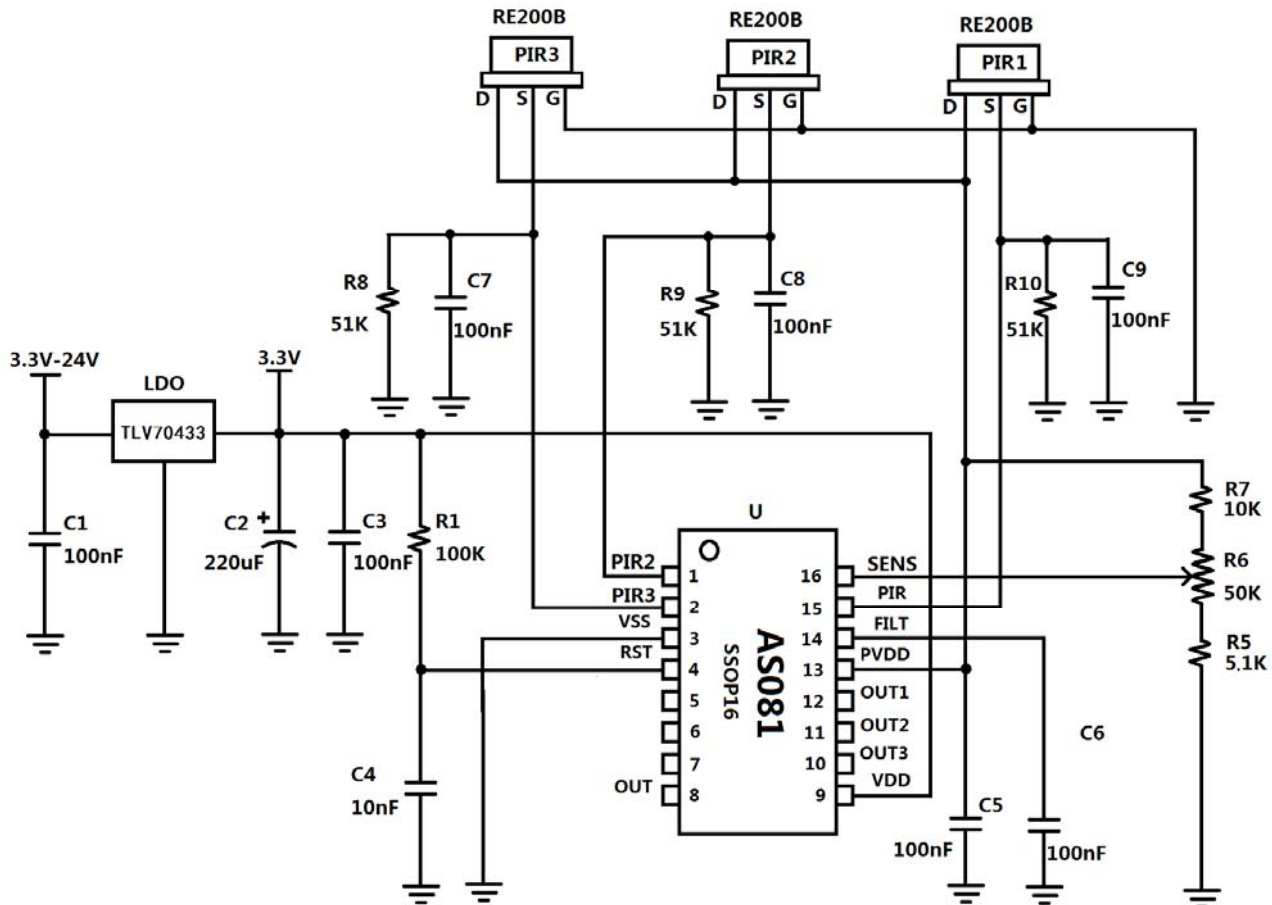 RE200B
PIR3
D S G
RE200B
PIR2
D S G
RE200B
PIR1
D S G
R8
51K
C7
100nF
R9
51K
C8
100nF
R10
51K
C9
100nF
3.3V-24V
LDO
TLV70433
3.3V
C1
100nF
C2
+
220uF
C3
100nF
R1
100K
C4
10nF
U
AS081
SSOP16
PIR2
PIR3
VSS
RST
OUT
1
2
3
4
5
6
7
8
16
15
14
13
12
11
10
9
SENS
PIR
FILT
PVDD
OUT1
OUT2
OUT3
VDD
R7
10K
R6
50K
R5
5.1K
C5
100nF
C6
100nF